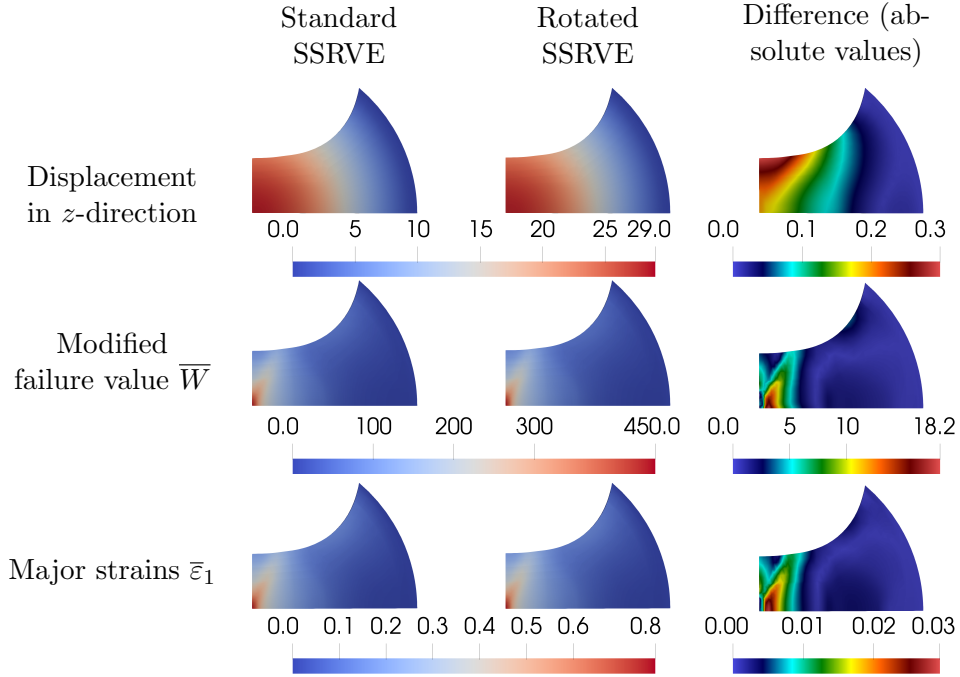 Standard
SSRVE
Rotated
SSRVE
Difference (ab-
solute values)
Displacement
in z-direction
0.0 5 10 15 20 25 29.0
0.0 0.1 0.2 0.3
Modified
failure value W̅
0.0 100 200 300 450.0
0.0 5 10 18.2
Major strains ε̅₁
0.0 0.1 0.2 0.3 0.4 0.5 0.6 0.8
0.00 0.01 0.02 0.03